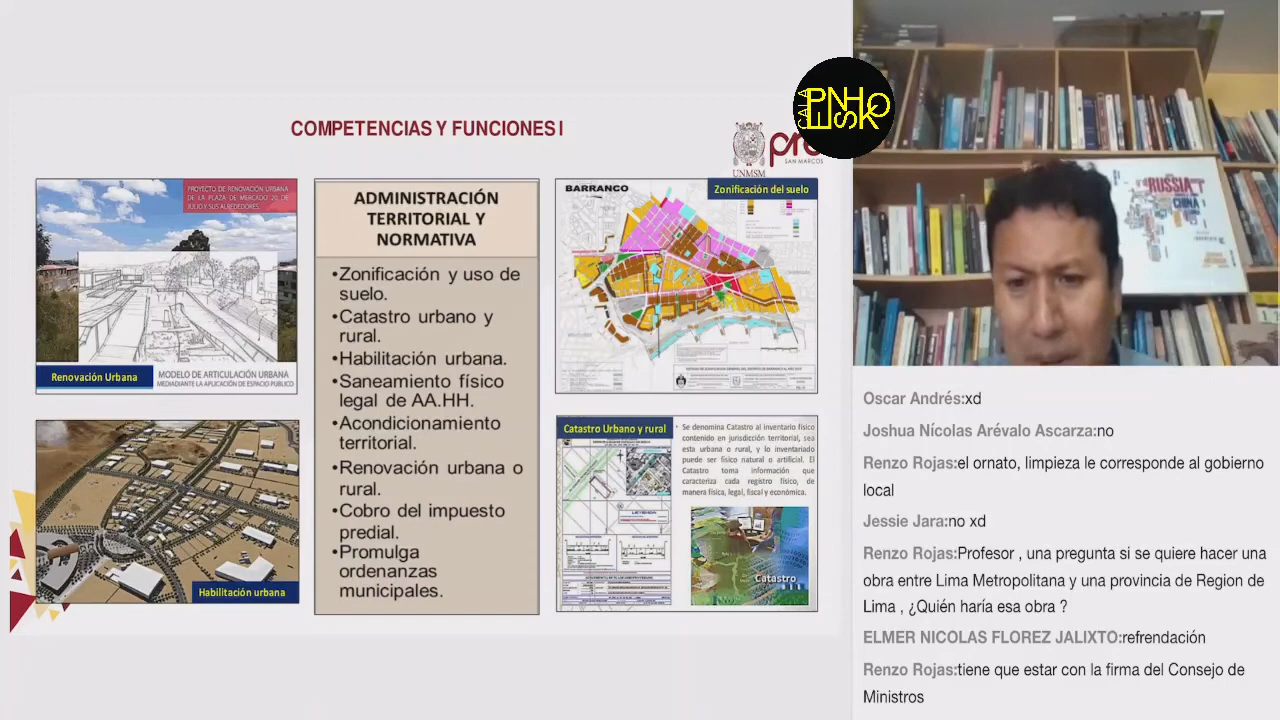 COMPETENCIAS Y FUNCIONES I
UNMSM
SAN MARCOS
PROYECTO DE RENOVACIÓN URBANA
DE LA PLAZA DE MERCADO 20 DE
JULIO Y SUS ALREDEDORES.
Renovación Urbana
MODELO DE ARTICULACIÓN URBANA
MEDIADANTE LA APLICACIÓN DE ESPACIO PÚBLICO
Habilitación urbana
ADMINISTRACIÓN
TERRITORIAL Y
NORMATIVA
•Zonificación y uso de
suelo.
•Catastro urbano y
rural.
•Habilitación urbana.
•Saneamiento físico
legal de AA.HH.
•Acondicionamiento
territorial.
•Renovación urbana o
rural.
•Cobro del impuesto
predial.
•Promulga
ordenanzas
municipales.
BARRANCO
Zonificación del suelo
Catastro Urbano y rural
• Se denomina Catastro al inventario físico
contenido en jurisdicción territorial, sea
esta urbana o rural, y lo inventariado
puede ser físico natural o artificial. El
Catastro toma información que
caracteriza cada registro físico, de
manera física, legal, fiscal y económica.
LEYENDA
Catastro
RUSSIA
CHINA
Oscar Andrés:xd
Joshua Nícolas Arévalo Ascarza:no
Renzo Rojas:el ornato, limpieza le corresponde al gobierno
local
Jessie Jara:no xd
Renzo Rojas:Profesor , una pregunta si se quiere hacer una
obra entre Lima Metropolitana , una provincia de Region de
Lima , ¿Quién haría esa obra ?
ELMER NICOLAS FLOREZ JALIXTO:refrendación
Renzo Rojas:tiene que estar con la firma del Consejo de
Ministros